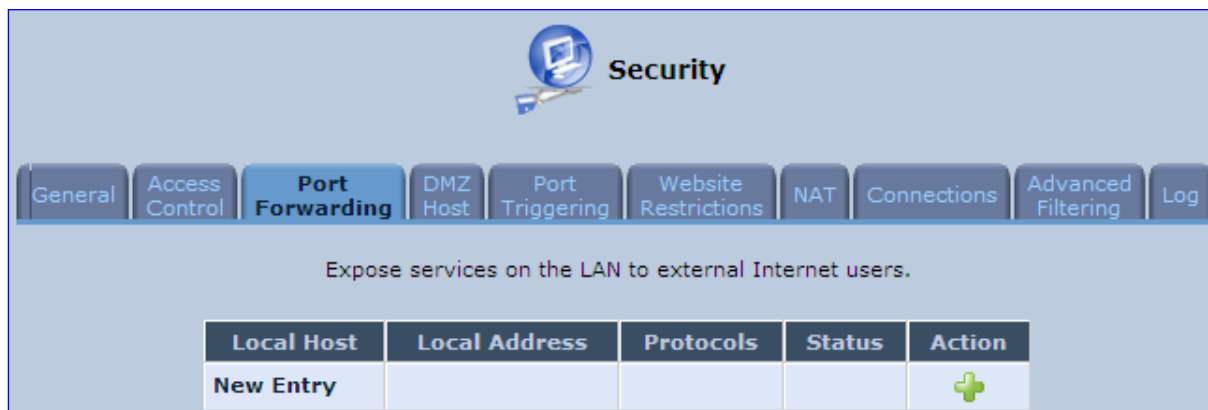 Security
General
Access
Control
Port
Forwarding
DMZ
Host
Port
Triggering
Website
Restrictions
NAT
Connections
Advanced
Filtering
Log
Expose services on the LAN to external Internet users.
Local Host Local Address Protocols Status Action
New Entry